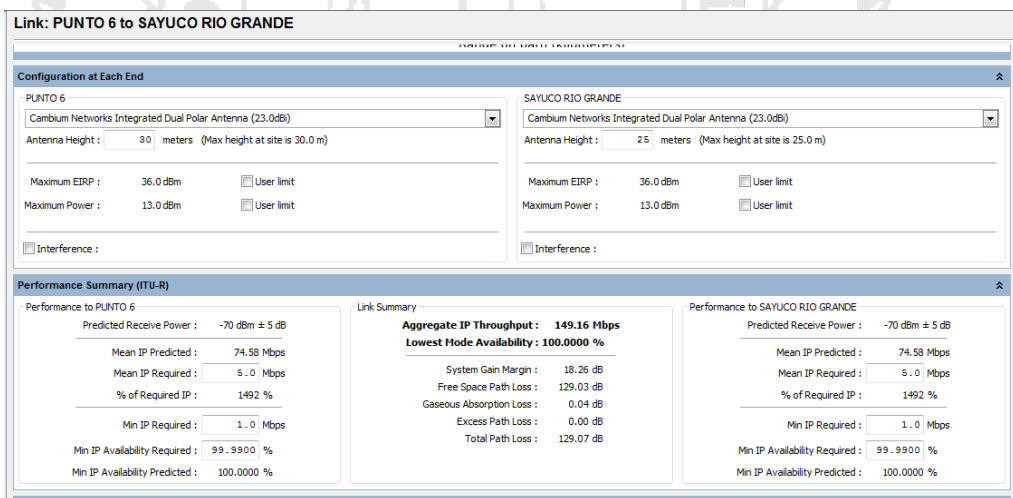 Link: PUNTO 6 to SAYUCO RIO GRANDE
Range on path (kilometers)
Configuration at Each End
PUNTO 6
Cambium Networks Integrated Dual Polar Antenna (23.0dBi)
Antenna Height : 30 meters (Max height at site is 30.0 m)
Maximum EIRP : 36.0 dBm User limit
Maximum Power : 13.0 dBm User limit
Interference :
SAYUCO RIO GRANDE
Cambium Networks Integrated Dual Polar Antenna (23.0dBi)
Antenna Height : 25 meters (Max height at site is 25.0 m)
Maximum EIRP : 36.0 dBm User limit
Maximum Power : 13.0 dBm User limit
Interference :
Performance Summary (ITU-R)
Performance to PUNTO 6
Predicted Receive Power : -70 dBm ± 5 dB
Mean IP Predicted : 74.58 Mbps
Mean IP Required : 5.0 Mbps
% of Required IP : 1492 %
Min IP Required : 1.0 Mbps
Min IP Availability Required : 99.9900 %
Min IP Availability Predicted : 100.0000 %
Link Summary
Aggregate IP Throughput : 149.16 Mbps
Lowest Mode Availability : 100.0000 %
System Gain Margin : 18.26 dB
Free Space Path Loss : 129.03 dB
Gaseous Absorption Loss : 0.04 dB
Excess Path Loss : 0.00 dB
Total Path Loss : 129.07 dB
Performance to SAYUCO RIO GRANDE
Predicted Receive Power : -70 dBm ± 5 dB
Mean IP Predicted : 74.58 Mbps
Mean IP Required : 5.0 Mbps
% of Required IP : 1492 %
Min IP Required : 1.0 Mbps
Min IP Availability Required : 99.9900 %
Min IP Availability Predicted : 100.0000 %